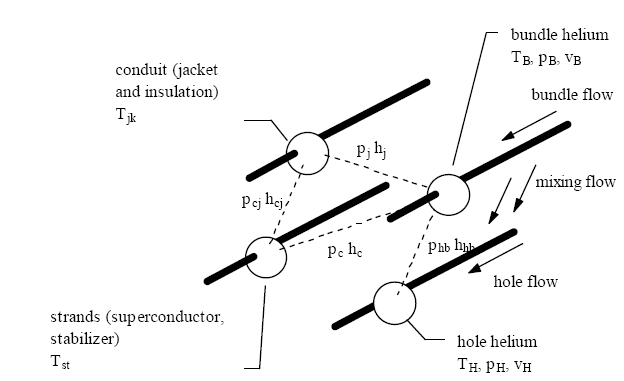 bundle helium
T_B, p_B, v_B
conduit (jacket
and insulation)
T_jk
bundle flow
p_j h_j
mixing flow
p_cj h_cj
p_c h_c
p_hb h_hb
hole flow
strands (superconductor,
stabilizer)
T_st
hole helium
T_H, p_H, v_H